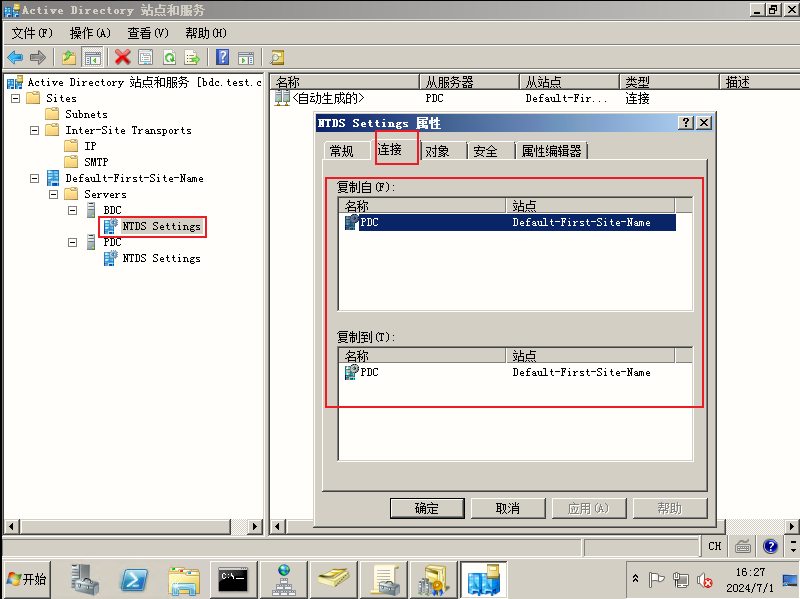 Active Directory 站点和服务
文件(F) 操作(A) 查看(V) 帮助(H)
Active Directory 站点和服务 [bdc.test.c
Sites
Subnets
Inter-Site Transports
IP
SMTP
Default-First-Site-Name
Servers
BDC
NTDS Settings
PDC
NTDS Settings
名称 从服务器 从站点 类型 描述
<自动生成的> PDC Default-Fir... 连接
NTDS Settings 属性
常规 连接 对象 安全 属性编辑器
复制自(F):
名称 站点
PDC Default-First-Site-Name
复制到(T):
名称 站点
PDC Default-First-Site-Name
确定 取消 应用(A) 帮助
CH
开始
C:\_
16:27
2024/7/1